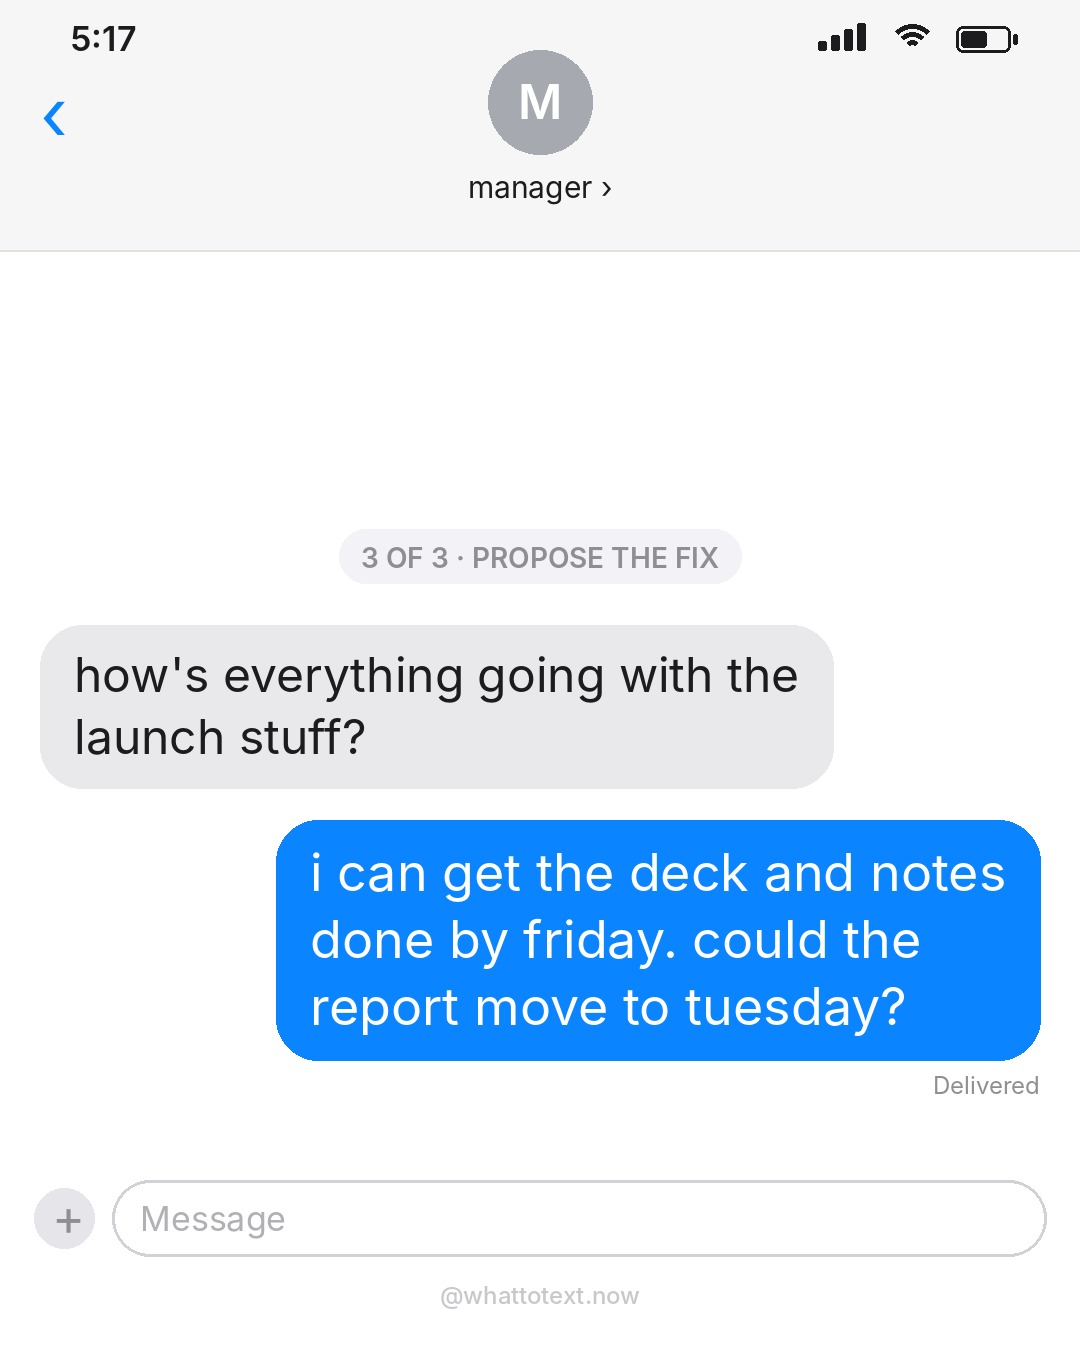 5:17
M
manager ›
3 OF 3 · PROPOSE THE FIX
how's everything going with the
launch stuff?
i can get the deck and notes
done by friday. could the
report move to tuesday?
Delivered
+
Message
@whattotext.now